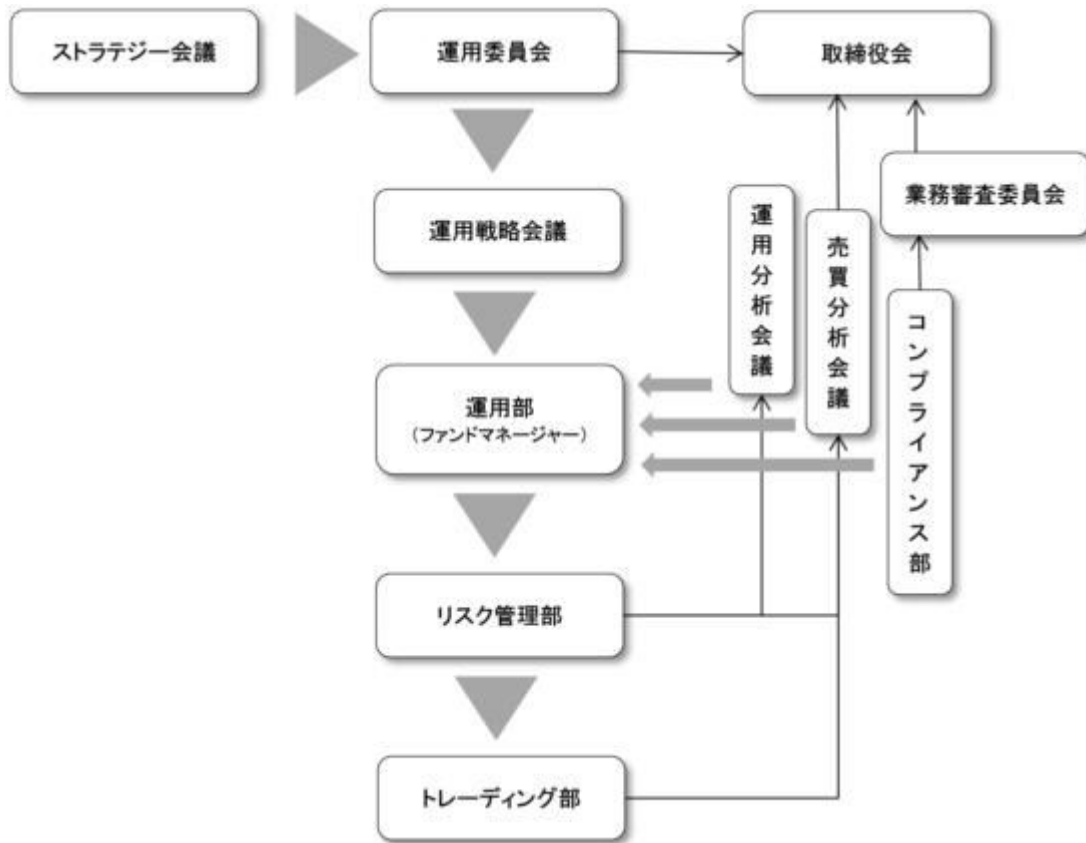 ストラテジー会議
運用委員会
取締役会
業務審査委員会
運用戦略会議
運用分析会議
売買分析会議
コンプライアンス部
運用部
（ファンドマネージャー）
リスク管理部
トレーディング部